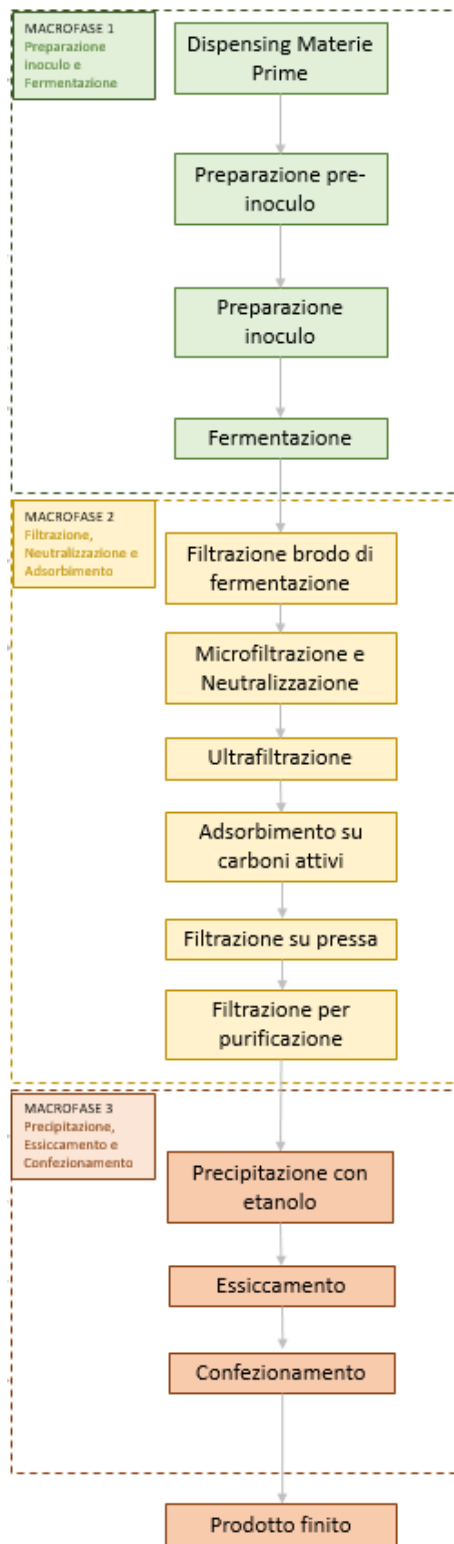 MACROFASE 1
Preparazione
inoculo e
Fermentazione
Dispensing Materie
Prime
Preparazione pre-
inoculo
Preparazione
inoculo
Fermentazione
MACROFASE 2
Filtrazione,
Neutralizzazione e
Adsorbimento
Filtrazione brodo di
fermentazione
Microfiltrazione e
Neutralizzazione
Ultrafiltrazione
Adsorbimento su
carboni attivi
Filtrazione su pressa
Filtrazione per
purificazione
MACROFASE 3
Precipitazione,
Essiccamento e
Confezionamento
Precipitazione con
etanolo
Essiccamento
Confezionamento
Prodotto finito